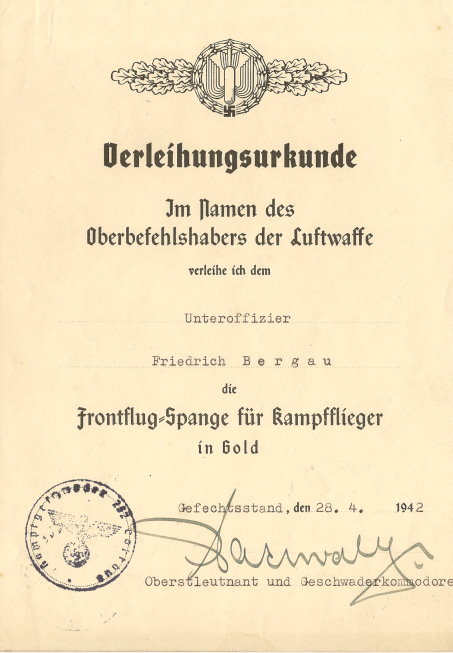 Verleihungsurkunde
Im Namen des
Oberbefehlshabers der Luftwaffe
verleihe ich dem
Unteroffizier
Friedrich Bergau
die
Frontflug-Spange für Kampfflieger
in Gold
Gefechtsstand, den 28. 4. 1942
Oberstleutnant und Geschwaderkommodore